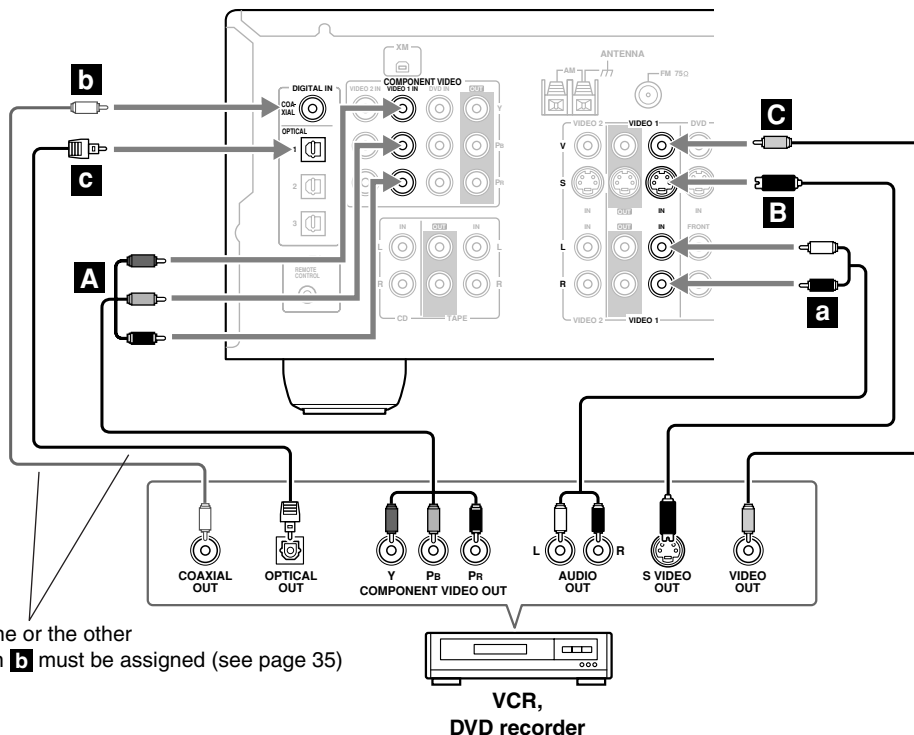 XM
ANTENNA
AM
FM 75Ω
b
DIGITAL IN
COA-
XIAL
OPTICAL
1
2
3
c
COMPONENT VIDEO
VIDEO 2 IN VIDEO 1 IN DVD IN OUT
Y
PB
PR
VIDEO 2 VIDEO 1 DVD
V
S
IN OUT IN IN
C
B
A
REMOTE
CONTROL
IN OUT IN
L L
R R
CD TAPE
IN OUT IN FRONT
L
R
VIDEO 2 VIDEO 1
a
COAXIAL
OUT
OPTICAL
OUT
Y PB PR
COMPONENT VIDEO OUT
L R
AUDIO
OUT
S VIDEO
OUT
VIDEO
OUT
ne or the other
n b must be assigned (see page 35)
VCR,
DVD recorder